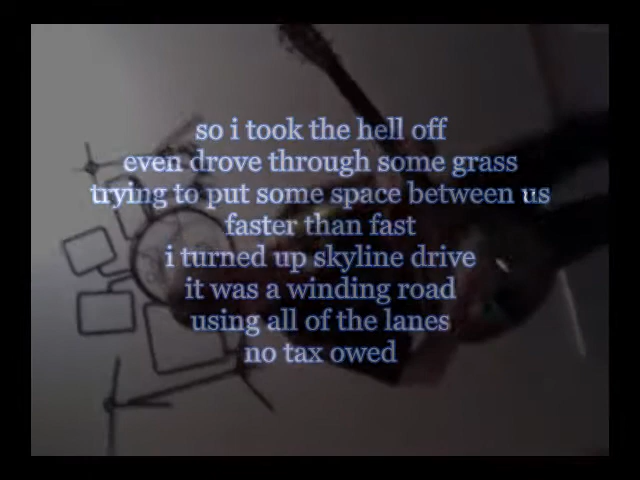 so i took the hell off
even drove through some grass
trying to put some space between us
faster than fast
i turned up skyline drive
it was a winding road
using all of the lanes
no tax owed